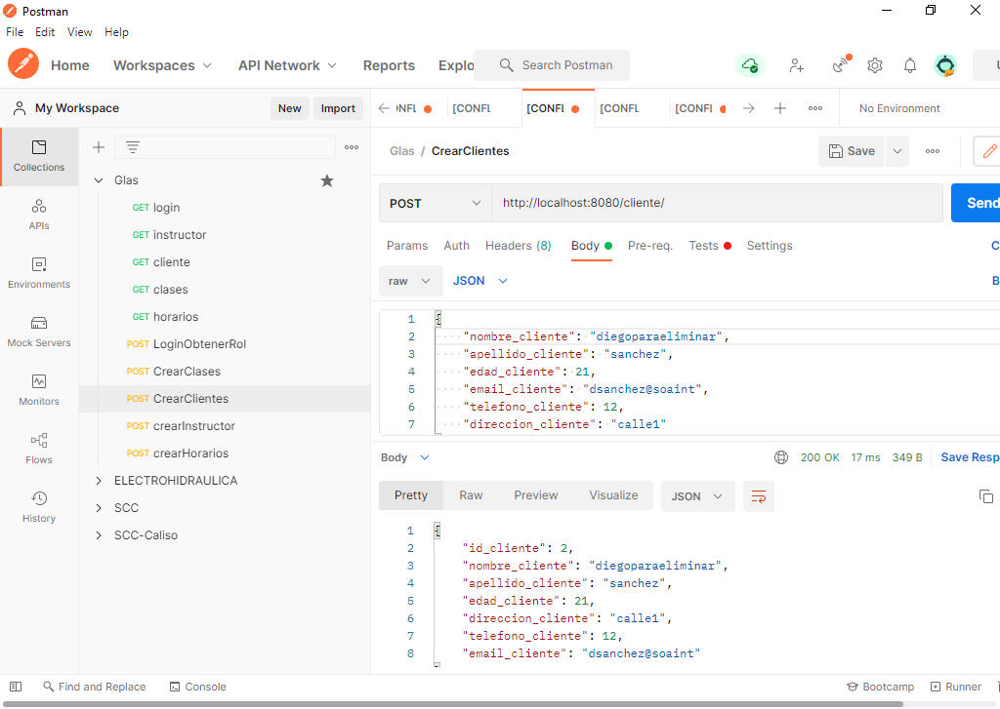 Postman
File Edit View Help
Home Workspaces API Network Reports Explo Search Postman
My Workspace New Import
ONFL [CONFL [CONFL [CONFL [CONFL No Environment
Collections
APIs
Environments
Mock Servers
Monitors
Flows
History
Glas
GET login
GET instructor
GET cliente
GET clases
GET horarios
POST LoginObtenerRol
POST CrearClases
POST CrearClientes
POST crearInstructor
POST crearHorarios
ELECTROHIDRAULICA
SCC
SCC-Caliso
Glas / CrearClientes Save
POST http://localhost:8080/cliente/ Send
Params Auth Headers (8) Body Pre-req. Tests Settings C
raw JSON B
1 {
2 "nombre_cliente": "diegoparaeliminar",
3 "apellido_cliente": "sanchez",
4 "edad_cliente": 21,
5 "email_cliente": "dsanchez@soaint",
6 "telefono_cliente": 12,
7 "direccion_cliente": "calle1"
Body 200 OK 17 ms 349 B Save Resp
Pretty Raw Preview Visualize JSON
1 {
2 "id_cliente": 2,
3 "nombre_cliente": "diegoparaeliminar",
4 "apellido_cliente": "sanchez",
5 "edad_cliente": 21,
6 "direccion_cliente": "calle1",
7 "telefono_cliente": 12,
8 "email_cliente": "dsanchez@soaint"
Find and Replace Console Bootcamp Runner